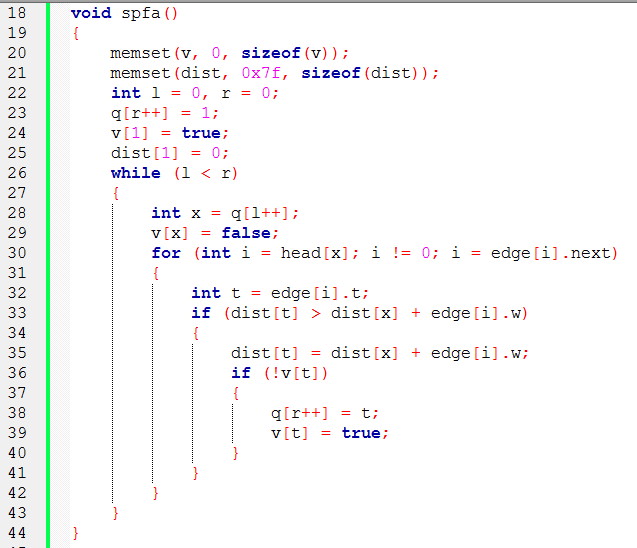 18 void spfa()
19 {
20 memset(v, 0, sizeof(v));
21 memset(dist, 0x7f, sizeof(dist));
22 int l = 0, r = 0;
23 q[r++] = 1;
24 v[1] = true;
25 dist[1] = 0;
26 while (l < r)
27 {
28 int x = q[l++];
29 v[x] = false;
30 for (int i = head[x]; i != 0; i = edge[i].next)
31 {
32 int t = edge[i].t;
33 if (dist[t] > dist[x] + edge[i].w)
34 {
35 dist[t] = dist[x] + edge[i].w;
36 if (!v[t])
37 {
38 q[r++] = t;
39 v[t] = true;
40 }
41 }
42 }
43 }
44 }